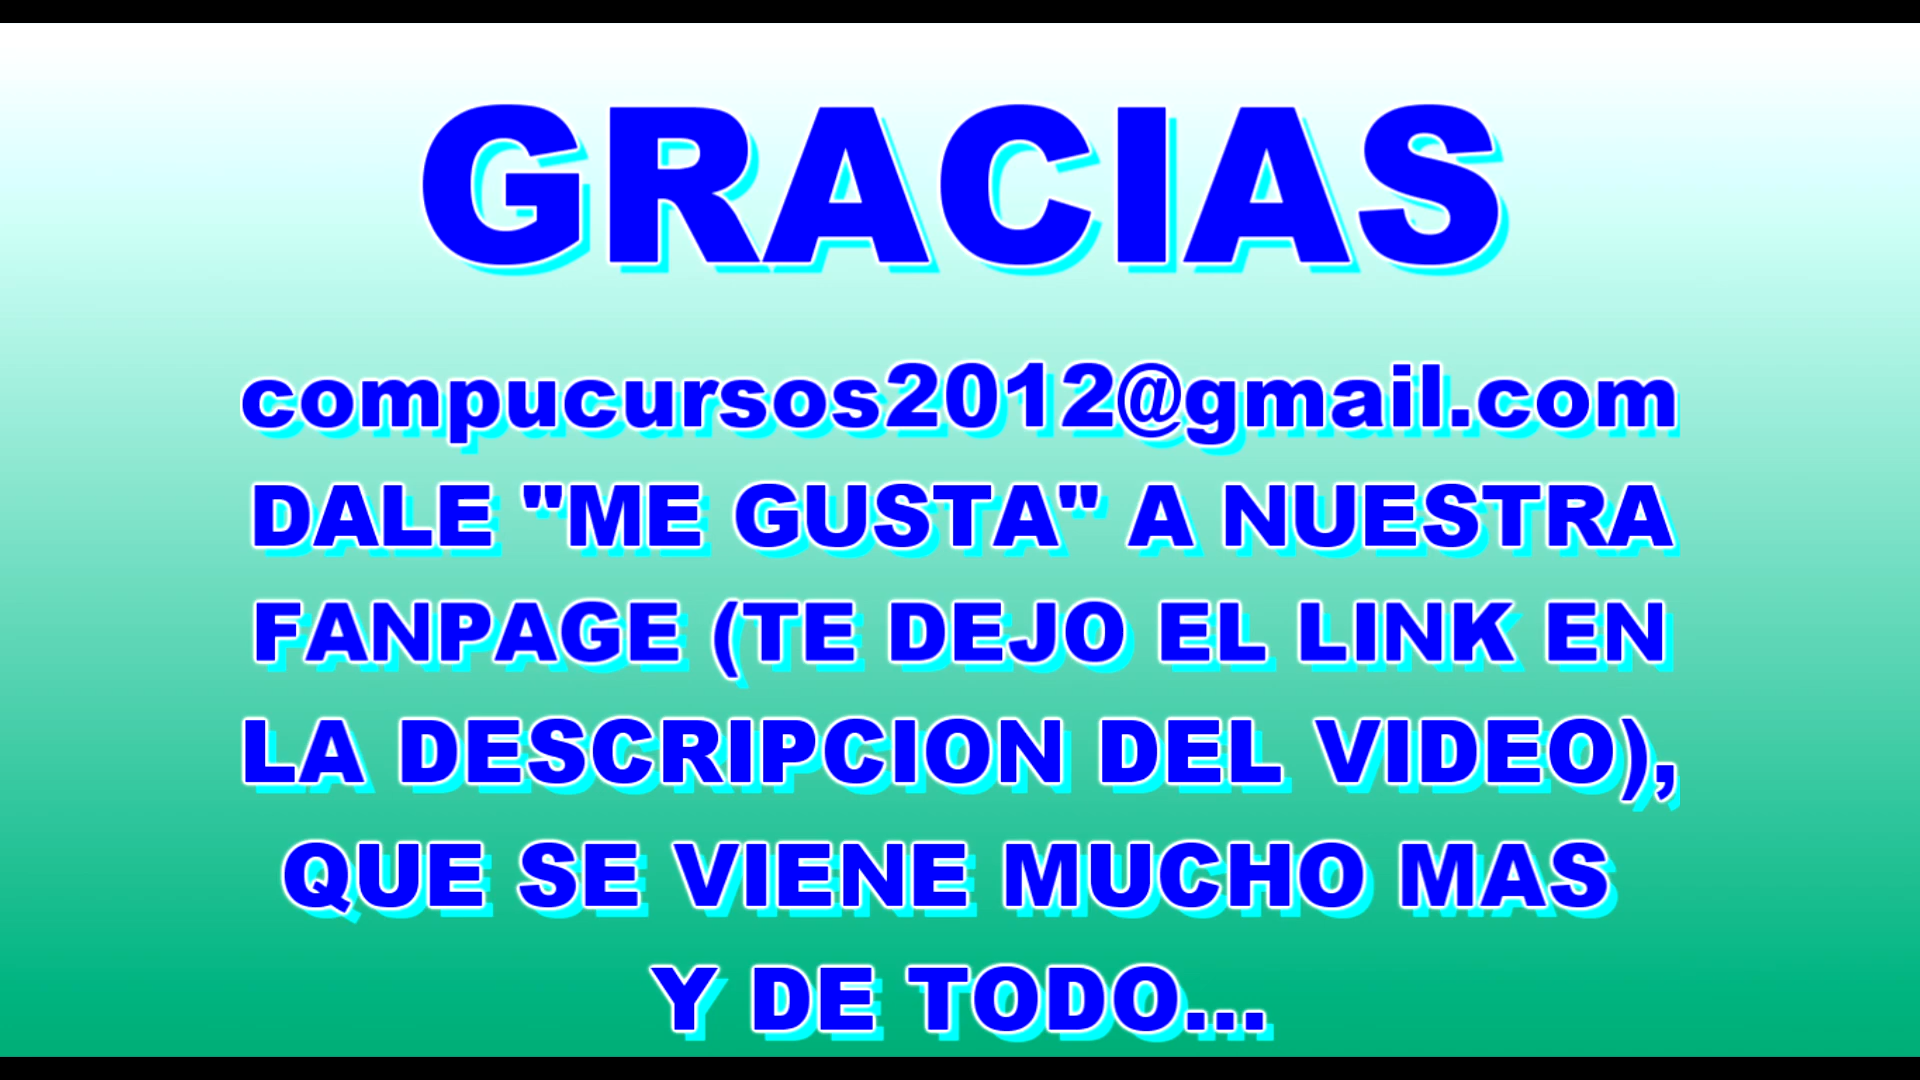 GRACIAS
compucursos2012@gmail.com
DALE "ME GUSTA" A NUESTRA
FANPAGE (TE DEJO EL LINK EN
LA DESCRIPCION DEL VIDEO),
QUE SE VIENE MUCHO MAS
Y DE TODO...